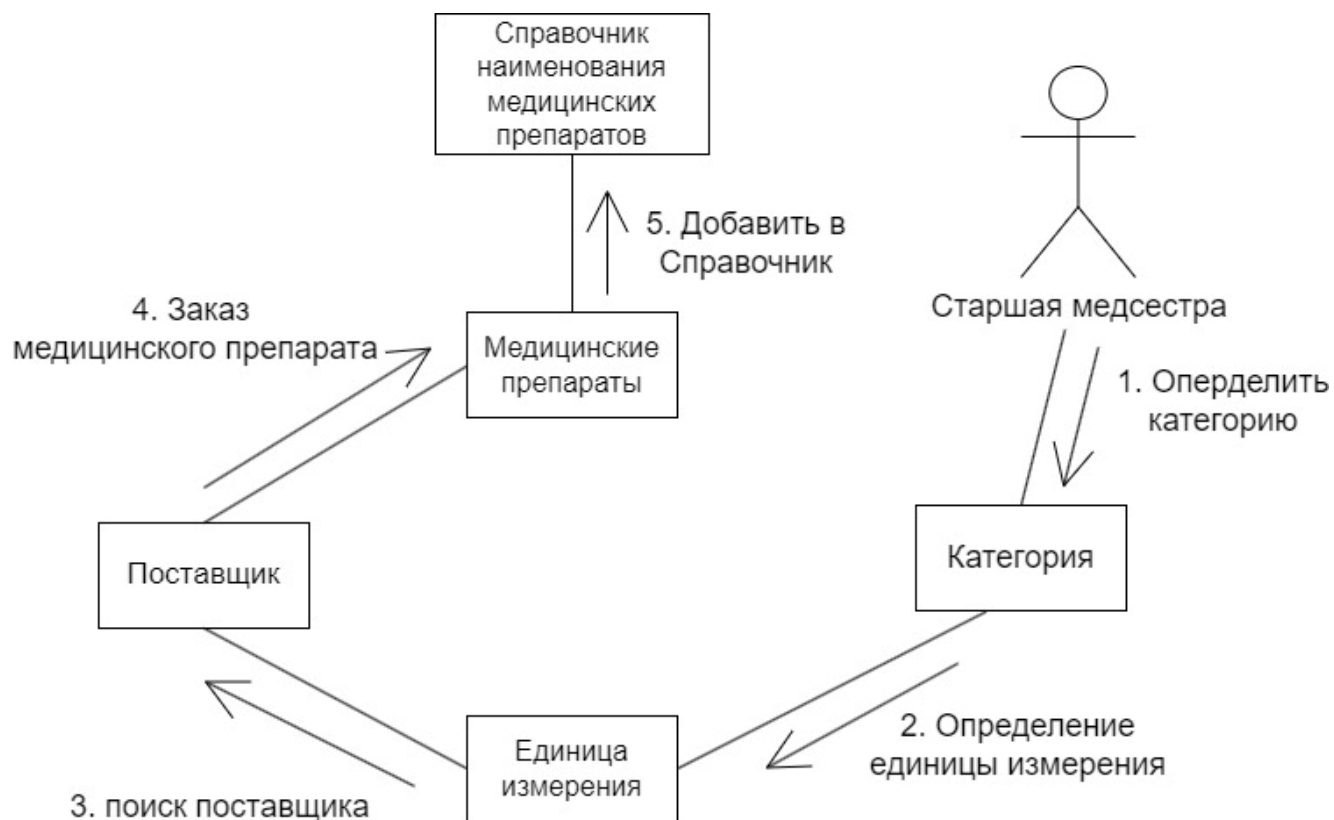 Справочник
наименования
медицинских
препаратов
5. Добавить в
Справочник
4. Заказ
медицинского препарата
Медицинские
препараты
Старшая медсестра
1. Оперделить
категорию
Поставщик
Категория
2. Определение
единицы измерения
Единица
измерения
3. поиск поставщика